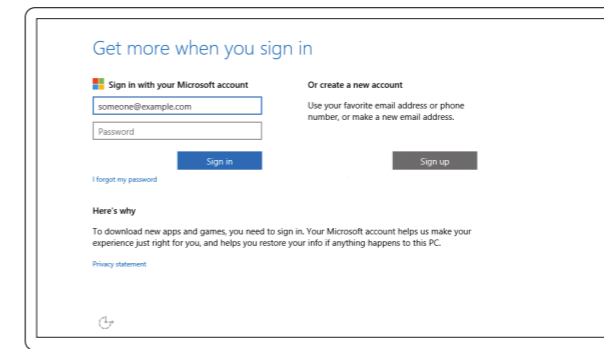 Get more when you sign in
Sign in with your Microsoft account
someone@example.com
Password
Sign in
I forgot my password
Or create a new account
Use your favorite email address or phone
number, or make a new email address.
Sign up
Here's why
To download new apps and games, you need to sign in. Your Microsoft account helps us make your
experience just right for you, and helps you restore your info if anything happens to this PC.
Privacy statement